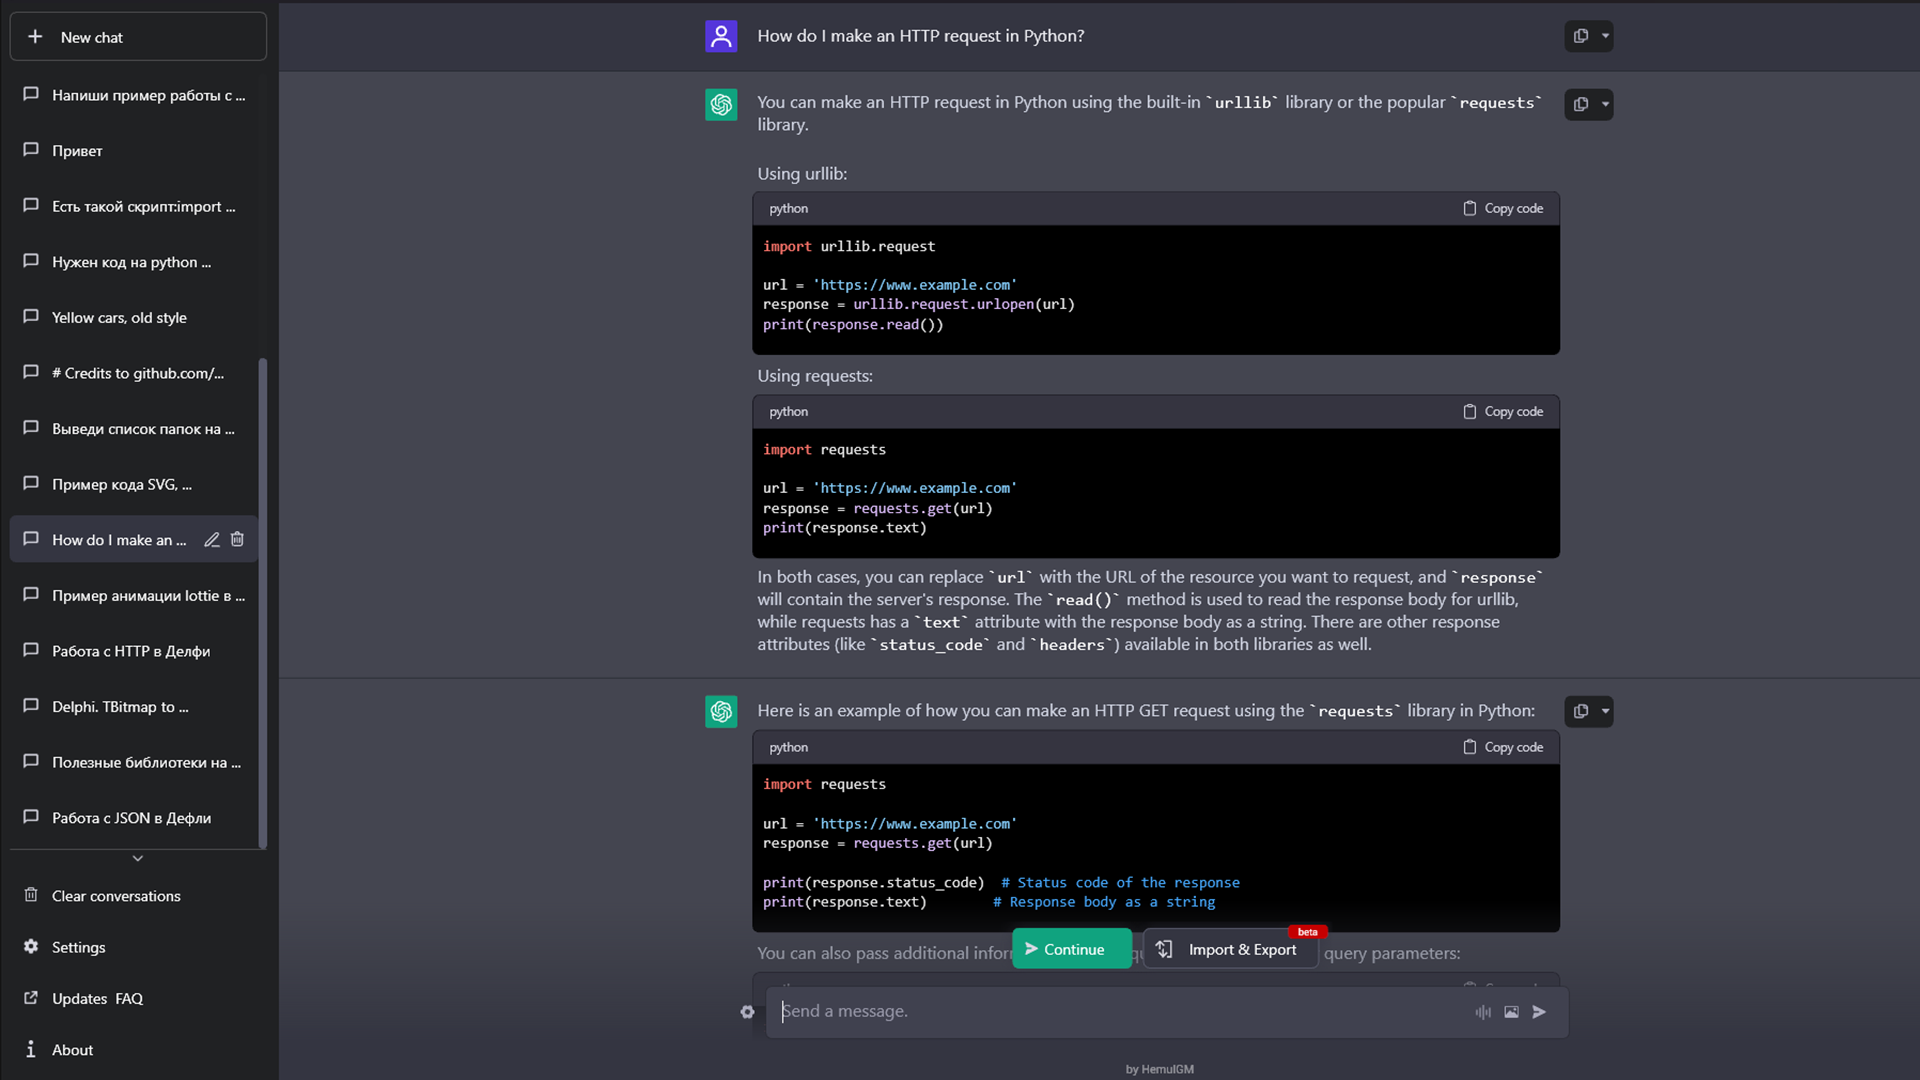 New chat
Напиши пример работы с ...
Привет
Есть такой скрипт:import ...
Нужен код на python ...
Yellow cars, old style
# Credits to github.com/...
Выведи список папок на ...
Пример кода SVG, ...
How do I make an ...
Пример анимации lottie в ...
Работа с HTTP в Делфи
Delphi. TBitmap to ...
Полезные библиотеки на ...
Работа с JSON в Дефли
Clear conversations
Settings
Updates FAQ
About
How do I make an HTTP request in Python?
You can make an HTTP request in Python using the built-in `urllib` library or the popular `requests`
library.
Using urllib:
python
Copy code
import urllib.request
url = 'https://www.example.com'
response = urllib.request.urlopen(url)
print(response.read())
Using requests:
python
Copy code
import requests
url = 'https://www.example.com'
response = requests.get(url)
print(response.text)
In both cases, you can replace `url` with the URL of the resource you want to request, and `response`
will contain the server's response. The `read()` method is used to read the response body for urllib,
while requests has a `text` attribute with the response body as a string. There are other response
attributes (like `status_code` and `headers`) available in both libraries as well.
Here is an example of how you can make an HTTP GET request using the `requests` library in Python:
python
Copy code
import requests
url = 'https://www.example.com'
response = requests.get(url)
print(response.status_code) # Status code of the response
print(response.text) # Response body as a string
You can also pass additional query parameters:
Continue
Import & Export
beta
Send a message.
by HemulGM